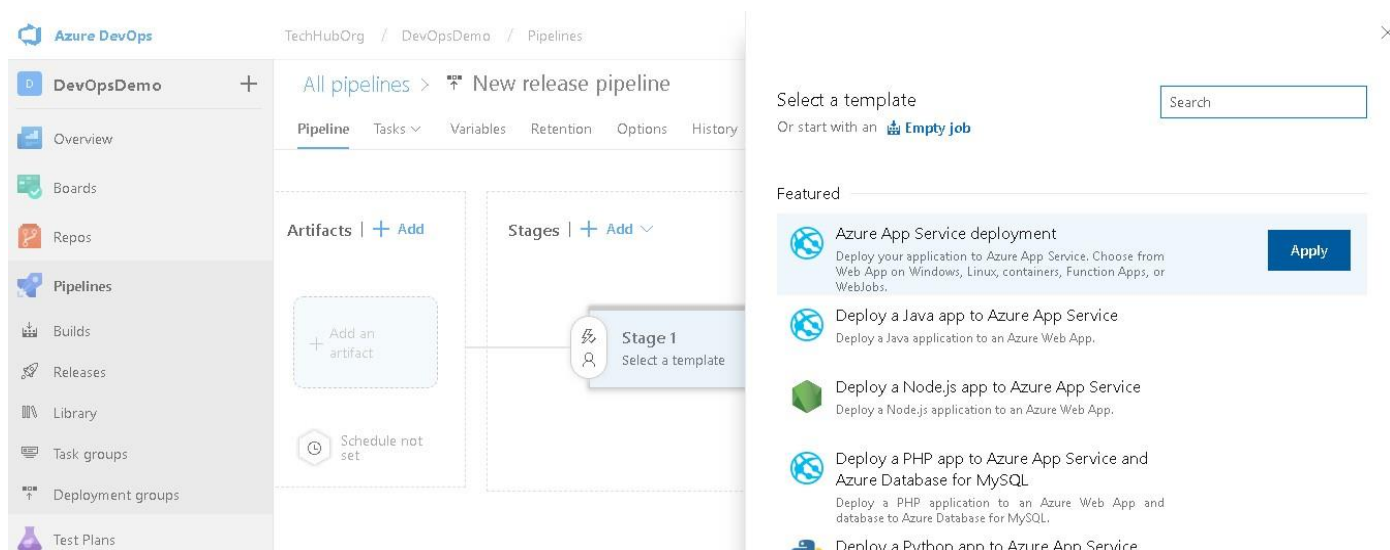 Azure DevOps
TechHubOrg / DevOpsDemo / Pipelines
D DevOpsDemo +
Overview
Boards
Repos
Pipelines
Builds
Releases
Library
Task groups
Deployment groups
Test Plans
All pipelines > New release pipeline
Pipeline Tasks Variables Retention Options History
Artifacts | + Add
+ Add an
artifact
Schedule not
set
Stages | + Add
Stage 1
Select a template
Select a template
Or start with an Empty job
Search
Featured
Azure App Service deployment
Deploy your application to Azure App Service. Choose from
Web App on Windows, Linux, containers, Function Apps, or
WebJobs.
Apply
Deploy a Java app to Azure App Service
Deploy a Java application to an Azure Web App.
Deploy a Node.js app to Azure App Service
Deploy a Node.js application to an Azure Web App.
Deploy a PHP app to Azure App Service and
Azure Database for MySQL
Deploy a PHP application to an Azure Web App and
database to Azure Database for MySQL.
Deploy a Python app to Azure App Service